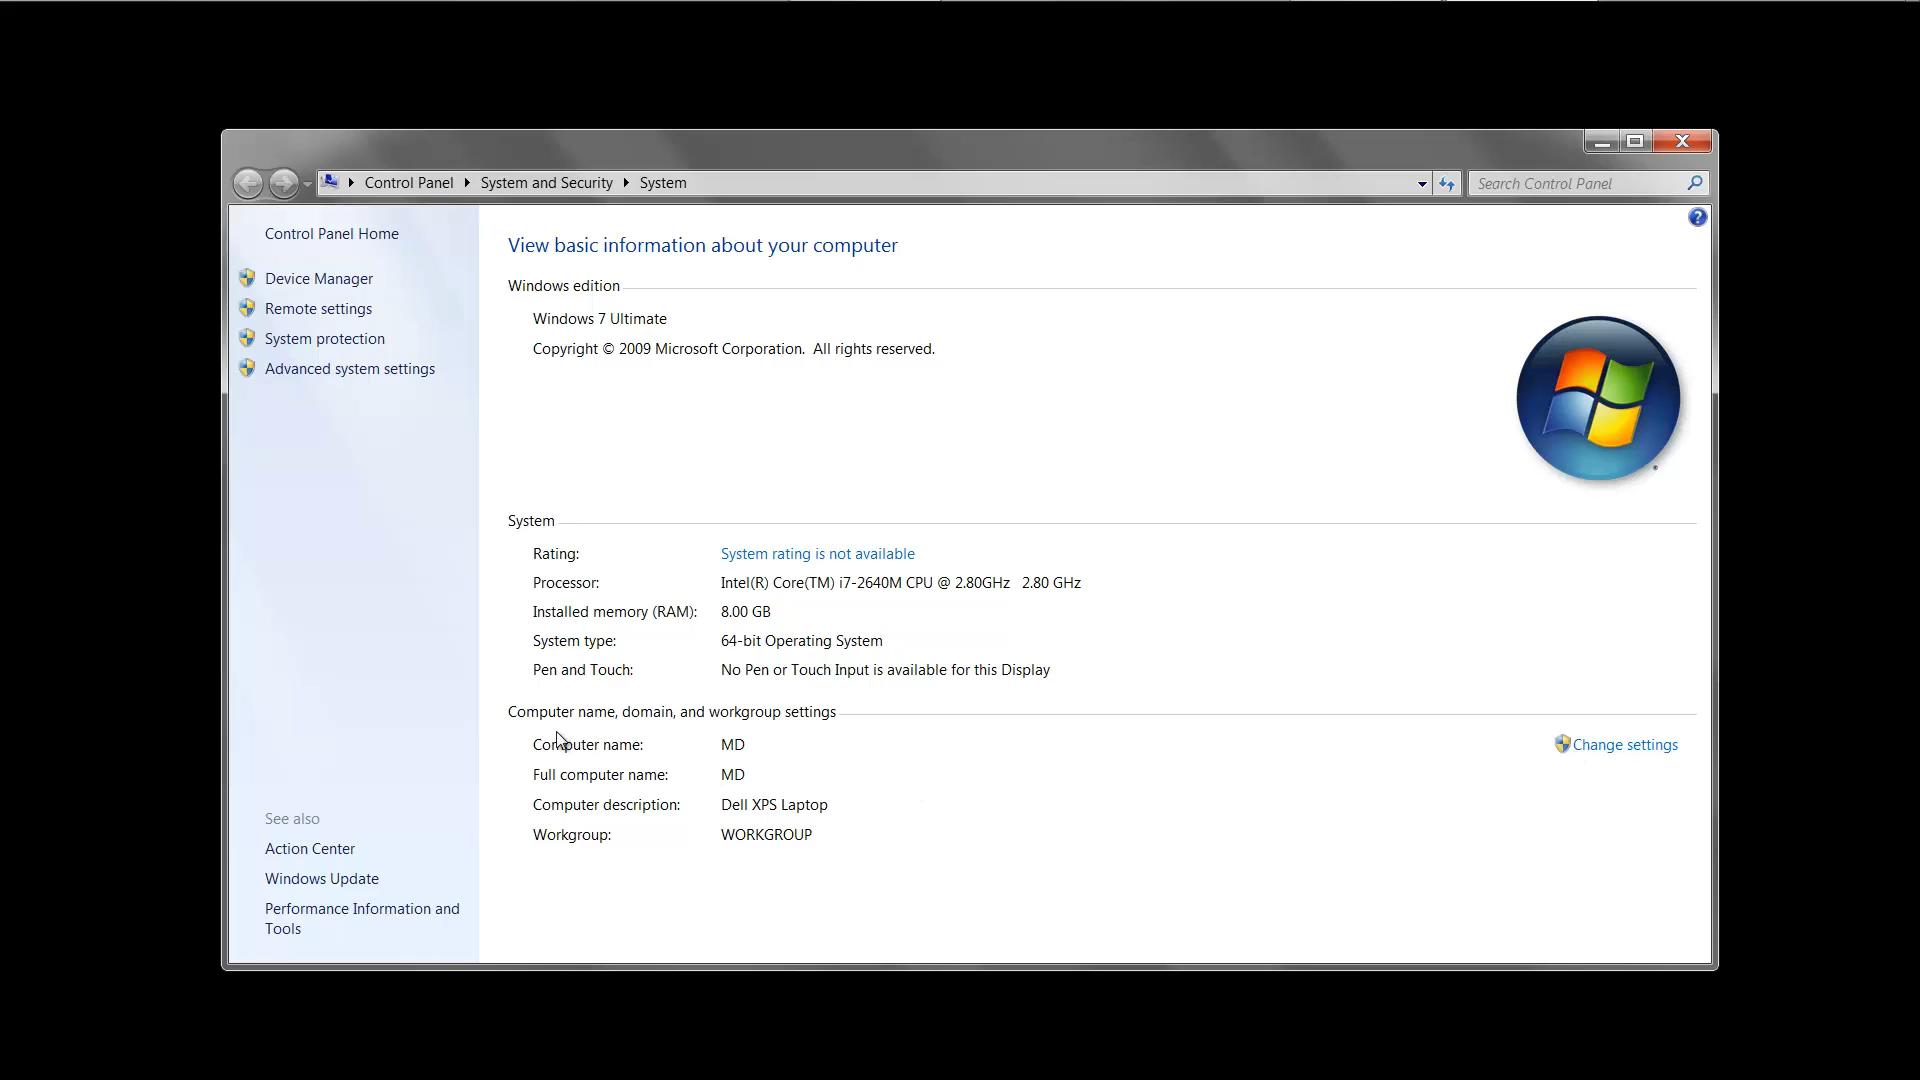 Control Panel System and Security System
Search Control Panel
Control Panel Home
Device Manager
Remote settings
System protection
Advanced system settings
See also
Action Center
Windows Update
Performance Information and
Tools
View basic information about your computer
Windows edition
Windows 7 Ultimate
Copyright © 2009 Microsoft Corporation.  All rights reserved.
System
Rating: System rating is not available
Processor: Intel(R) Core(TM) i7-2640M CPU @ 2.80GHz   2.80 GHz
Installed memory (RAM): 8.00 GB
System type: 64-bit Operating System
Pen and Touch: No Pen or Touch Input is available for this Display
Computer name, domain, and workgroup settings
Computer name: MD
Change settings
Full computer name: MD
Computer description: Dell XPS Laptop
Workgroup: WORKGROUP